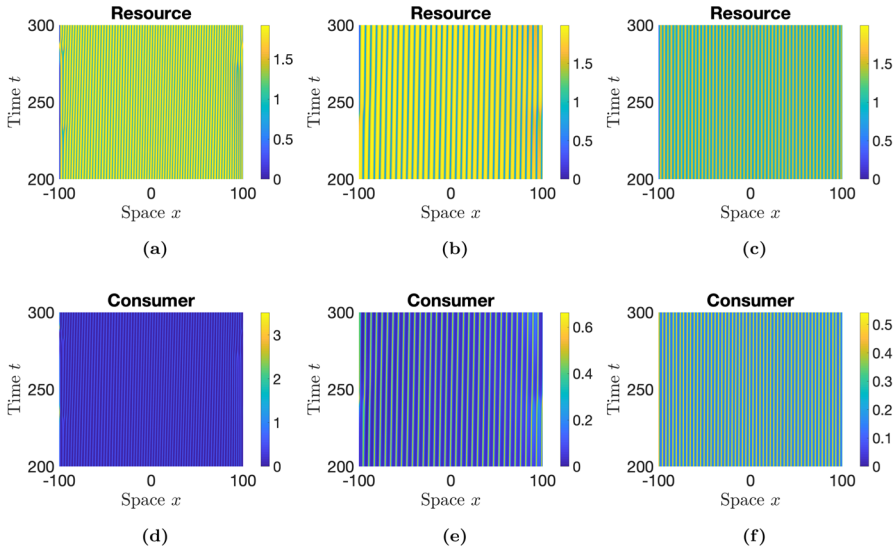 Resource
Resource
Resource
300
250
200
Time t
-100 0 100
Space x
1.5
1
0.5
0
(a)
300
250
200
Time t
-100 0 100
Space x
1.5
1
0.5
0
(b)
300
250
200
Time t
-100 0 100
Space x
1.5
1
0.5
0
(c)
Consumer
Consumer
Consumer
300
250
200
Time t
-100 0 100
Space x
3
2
1
0
(d)
300
250
200
Time t
-100 0 100
Space x
0.6
0.4
0.2
0
(e)
300
250
200
Time t
-100 0 100
Space x
0.5
0.4
0.3
0.2
0.1
0
(f)